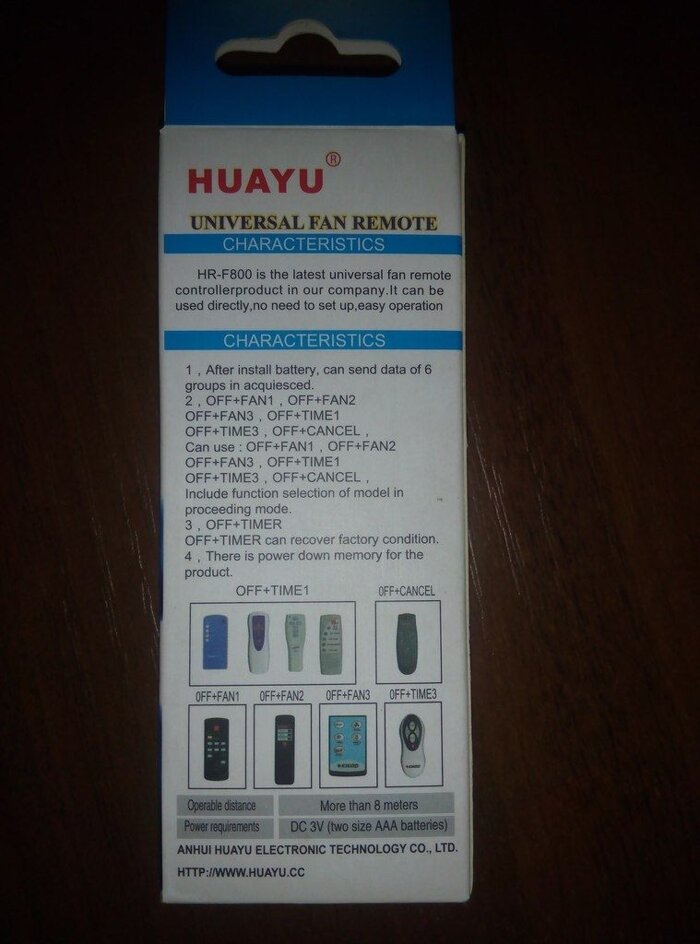 HUAYU®
UNIVERSAL FAN REMOTE
CHARACTERISTICS
HR-F800 is the latest universal fan remote
controllerproduct in our company.It can be
used directly,no need to set up,easy operation
CHARACTERISTICS
1 , After install battery, can send data of 6
groups in acquiesced.
2 , OFF+FAN1 , OFF+FAN2
OFF+FAN3 , OFF+TIME1
OFF+TIME3 , OFF+CANCEL ,
Can use : OFF+FAN1 , OFF+FAN2
OFF+FAN3 , OFF+TIME1
OFF+TIME3 , OFF+CANCEL ,
Include function selection of model in
proceeding mode.
3 , OFF+TIMER
OFF+TIMER can recover factory condition.
4 , There is power down memory for the
product.
OFF+TIME1 OFF+CANCEL
OFF+FAN1 OFF+FAN2 OFF+FAN3 OFF+TIME3
Operable distance More than 8 meters
Power requirements DC 3V (two size AAA batteries)
ANHUI HUAYU ELECTRONIC TECHNOLOGY CO., LTD.
HTTP://WWW.HUAYU.CC